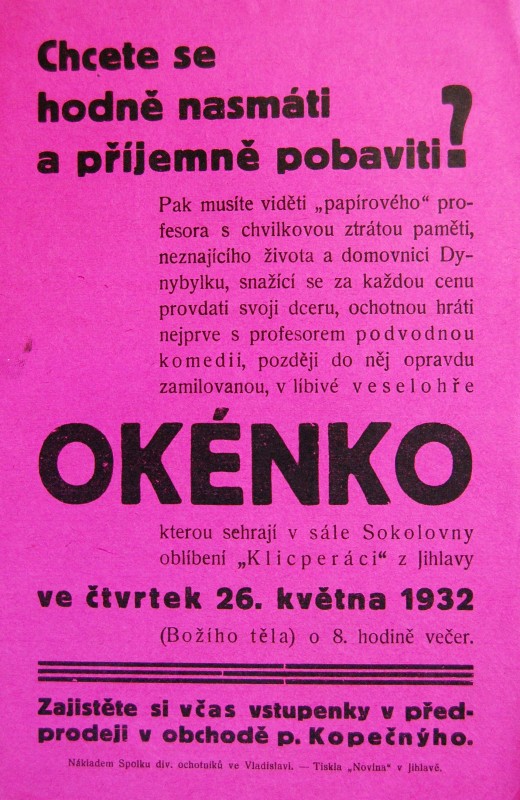 Chcete se
hodně nasmáti
a příjemně pobaviti?
Pak musíte viděti „papírového“ pro-
fesora s chvilkovou ztrátou paměti,
neznajícího života a domovnici Dy-
nybylku, snažící se za každou cenu
provdati svoji dceru, ochotnou hráti
nejprve s profesorem podvodnou
komedii, později do něj opravdu
zamilovanou, v líbivé veselohře
OKÉNKO
kterou sehrají v sále Sokolovny
oblíbení „Klicperáci“ z Jihlavy
ve čtvrtek 26. května 1932
(Božího těla) o 8. hodině večer.
Zajistěte si včas vstupenky v před-
prodeji v obchodě p. Kopečnýho.
Nákladem Spolku div. ochotníků ve Vladislavi. — Tiskla „Novina“ v Jihlavě.